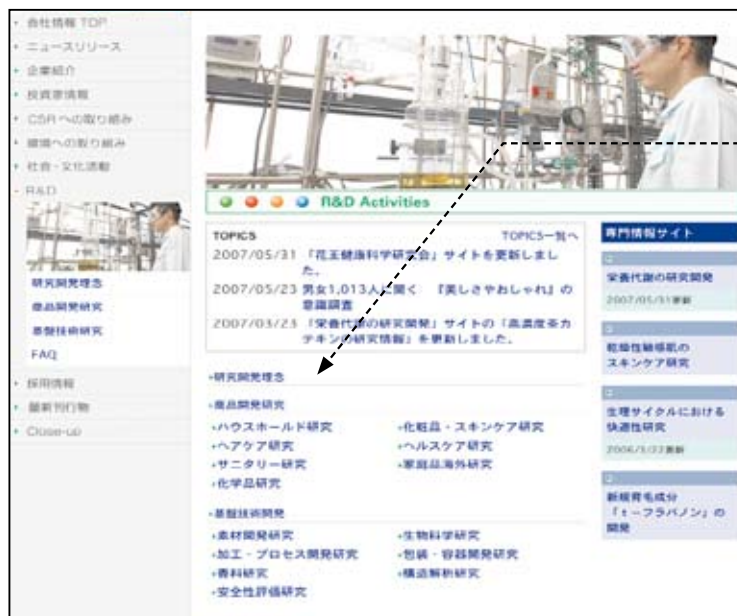 会社情報 TOP
ニュースリリース
企業紹介
投資家情報
CSR への取り組み
環境への取り組み
社会・文化活動
R&D
研究開発理念
商品開発研究
基盤技術研究
FAQ
採用情報
最新刊行物
Close-up
R&D Activities
TOPICS
TOPICS一覧へ
2007/05/31 「花王健康科学研究会」サイトを更新しまし
た。
2007/05/23 男女1,013人に聞く 『美しさやおしゃれ』の
意識調査
2007/03/23 「栄養代謝の研究開発」サイトの「高濃度茶カ
テキンの研究情報」を更新しました。
研究開発理念
商品開発研究
ハウスホールド研究
化粧品・スキンケア研究
ヘアケア研究
ヘルスケア研究
サニタリー研究
家庭品海外研究
化学品研究
基盤技術開発
素材開発研究
生物科学研究
加工・プロセス開発研究
包装・容器開発研究
香料研究
構造解析研究
安全性評価研究
専門情報サイト
栄養代謝の研究開発
2007/05/31更新
乾燥性敏感肌の
スキンケア研究
生理サイクルにおける
快適性研究
2006/3/22更新
新規育毛成分
「t－フラバノン」の
開発